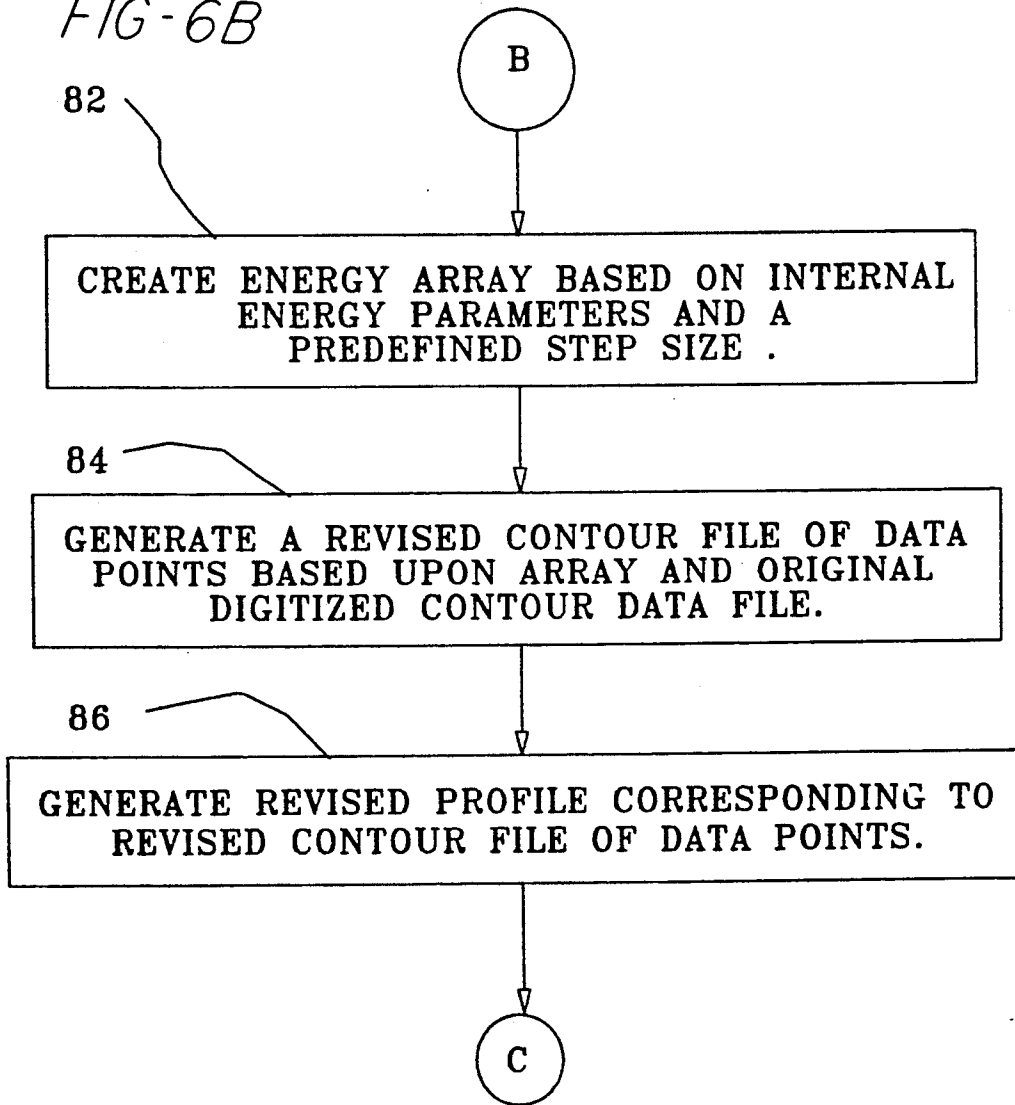 FIG-6B
B
82
CREATE ENERGY ARRAY BASED ON INTERNAL
ENERGY PARAMETERS AND A
PREDEFINED STEP SIZE .
84
GENERATE A REVISED CONTOUR FILE OF DATA
POINTS BASED UPON ARRAY AND ORIGINAL
DIGITIZED CONTOUR DATA FILE.
86
GENERATE REVISED PROFILE CORRESPONDING TO
REVISED CONTOUR FILE OF DATA POINTS.
C